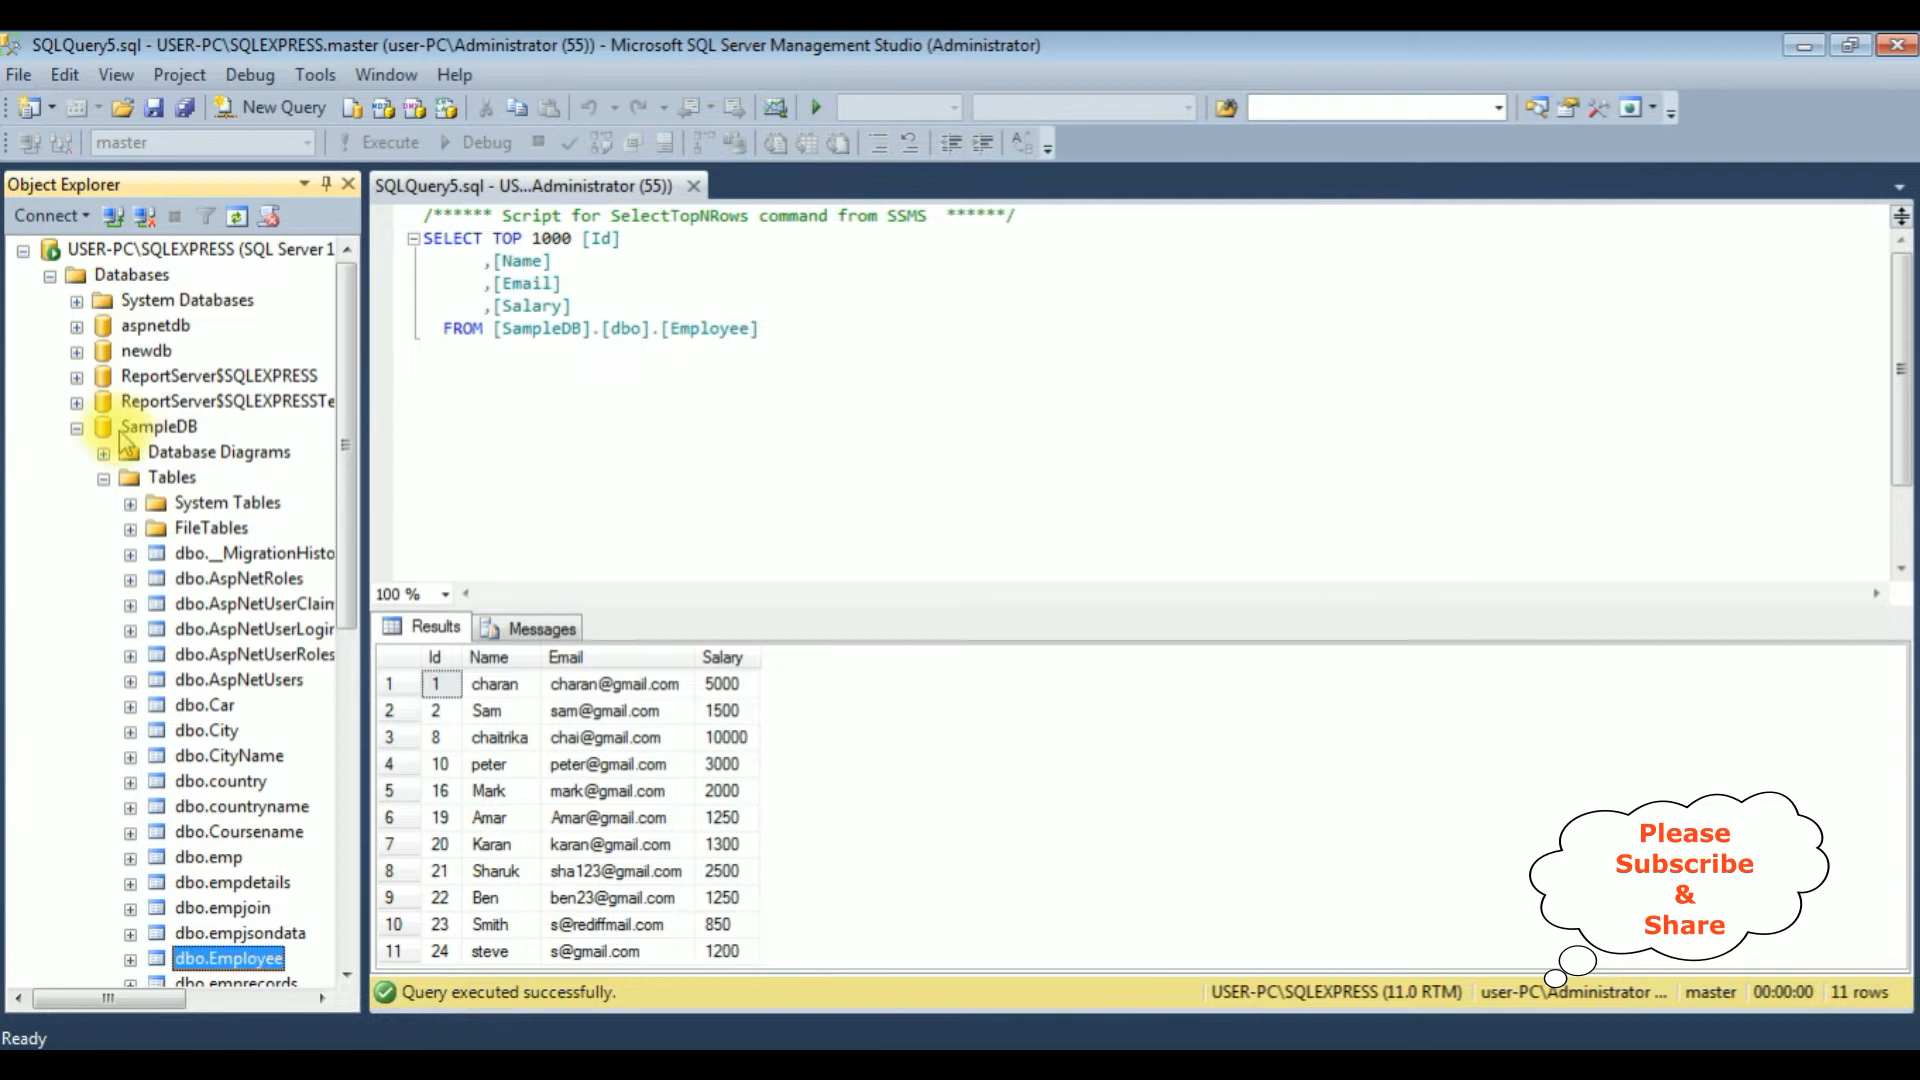 SQLQuery5.sql - USER-PC\SQLEXPRESS.master (user-PC\Administrator (55)) - Microsoft SQL Server Management Studio (Administrator)
File Edit View Project Debug Tools Window Help
New Query
master Execute Debug
Object Explorer
Connect
USER-PC\SQLEXPRESS (SQL Server 1
Databases
System Databases
aspnetdb
newdb
ReportServer$SQLEXPRESS
ReportServer$SQLEXPRESSTe
SampleDB
Database Diagrams
Tables
System Tables
FileTables
dbo.__MigrationHisto
dbo.AspNetRoles
dbo.AspNetUserClaim
dbo.AspNetUserLogin
dbo.AspNetUserRoles
dbo.AspNetUsers
dbo.Car
dbo.City
dbo.CityName
dbo.country
dbo.countryname
dbo.Coursename
dbo.emp
dbo.empdetails
dbo.empjoin
dbo.empjsondata
dbo.Employee
dbo.emprecords
SQLQuery5.sql - US...Administrator (55))
/****** Script for SelectTopNRows command from SSMS ******/
SELECT TOP 1000 [Id]
,[Name]
,[Email]
,[Salary]
FROM [SampleDB].[dbo].[Employee]
100 %
Results Messages
Id Name Email Salary
1 1 charan charan@gmail.com 5000
2 2 Sam sam@gmail.com 1500
3 8 chaitrika chai@gmail.com 10000
4 10 peter peter@gmail.com 3000
5 16 Mark mark@gmail.com 2000
6 19 Amar Amar@gmail.com 1250
7 20 Karan karan@gmail.com 1300
8 21 Sharuk sha123@gmail.com 2500
9 22 Ben ben23@gmail.com 1250
10 23 Smith s@rediffmail.com 850
11 24 steve s@gmail.com 1200
Please
Subscribe
&
Share
Query executed successfully. USER-PC\SQLEXPRESS (11.0 RTM) user-PC\Administrator ... master 00:00:00 11 rows
Ready